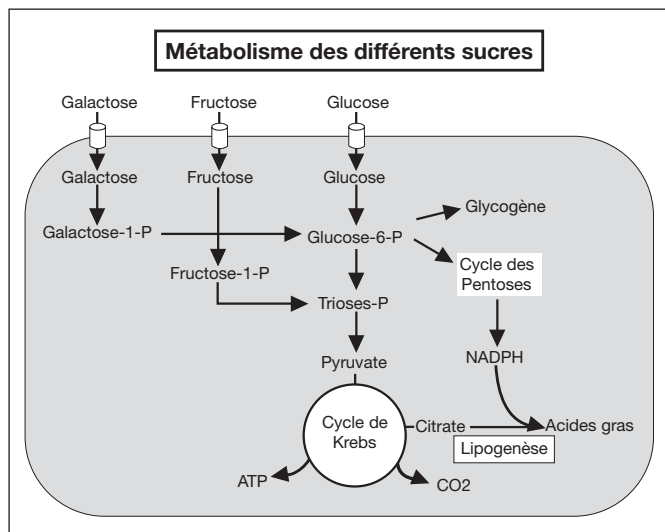 Métabolisme des différents sucres
Galactose
Fructose
Glucose
Galactose
Fructose
Glucose
Glycogène
Galactose-1-P
Glucose-6-P
Cycle des
Pentoses
Fructose-1-P
Trioses-P
Pyruvate
NADPH
Cycle de
Krebs
Citrate
Acides gras
Lipogenèse
ATP
CO2